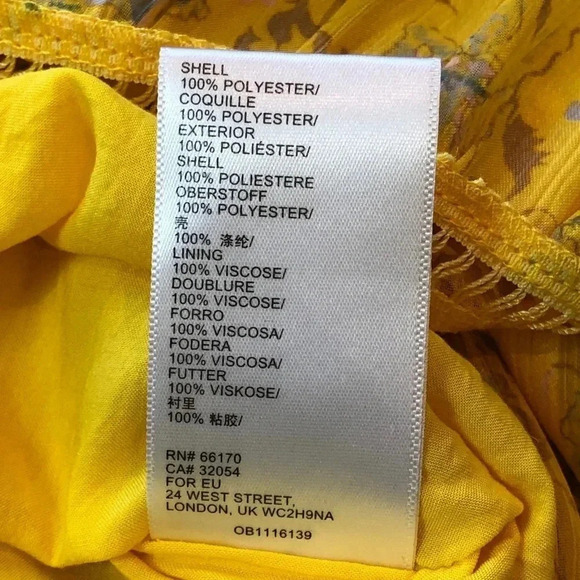 SHELL
100% POLYESTER/
COQUILLE
100% POLYESTER/
EXTERIOR
100% POLIÉSTER/
SHELL
100% POLIESTERE
OBERSTOFF
100% POLYESTER/
壳
100% 涤纶/
LINING
100% VISCOSE/
DOUBLURE
100% VISCOSE/
FORRO
100% VISCOSA/
FODERA
100% VISCOSA/
FUTTER
100% VISKOSE/
衬里
100% 粘胶/
RN# 66170
CA# 32054
FOR EU
24 WEST STREET,
LONDON, UK WC2H9NA
OB1116139